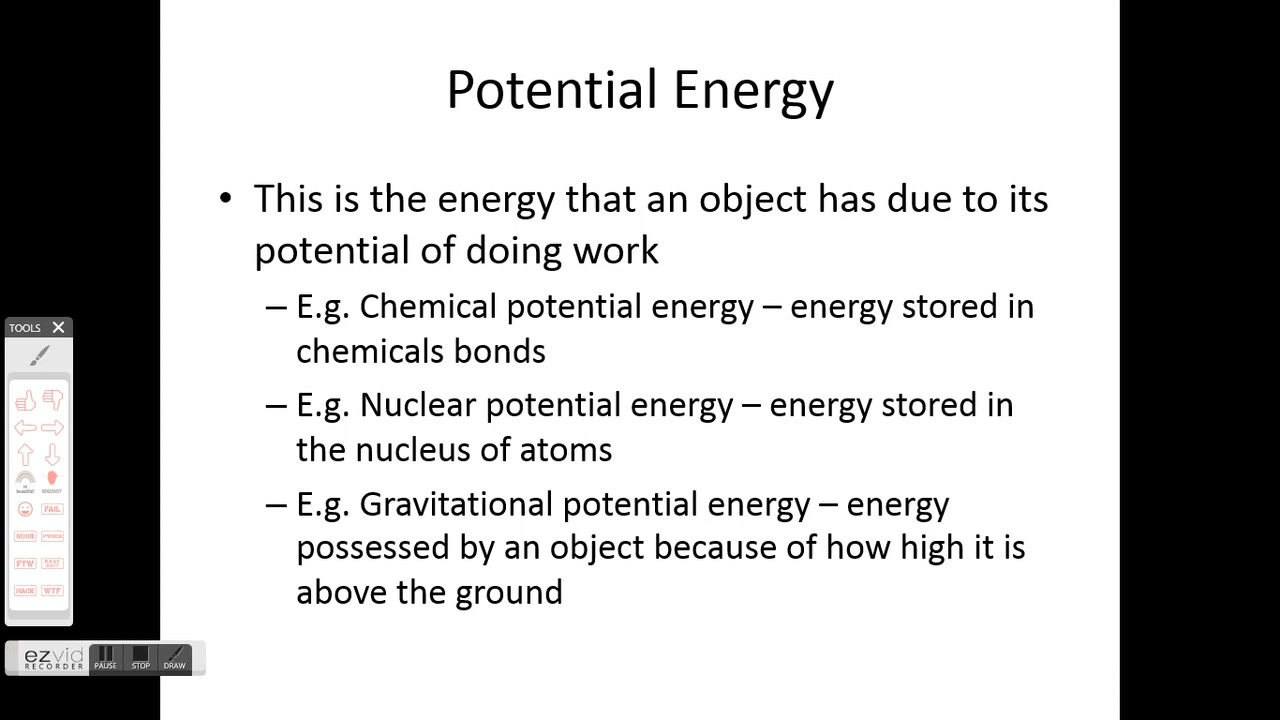 Potential Energy
• This is the energy that an object has due to its
potential of doing work
– E.g. Chemical potential energy – energy stored in
chemicals bonds
– E.g. Nuclear potential energy – energy stored in
the nucleus of atoms
– E.g. Gravitational potential energy – energy
possessed by an object because of how high it is
above the ground
TOOLS
FAIL
FTW
HACK WTF
ezvid
RECORDER
PAUSE STOP DRAW